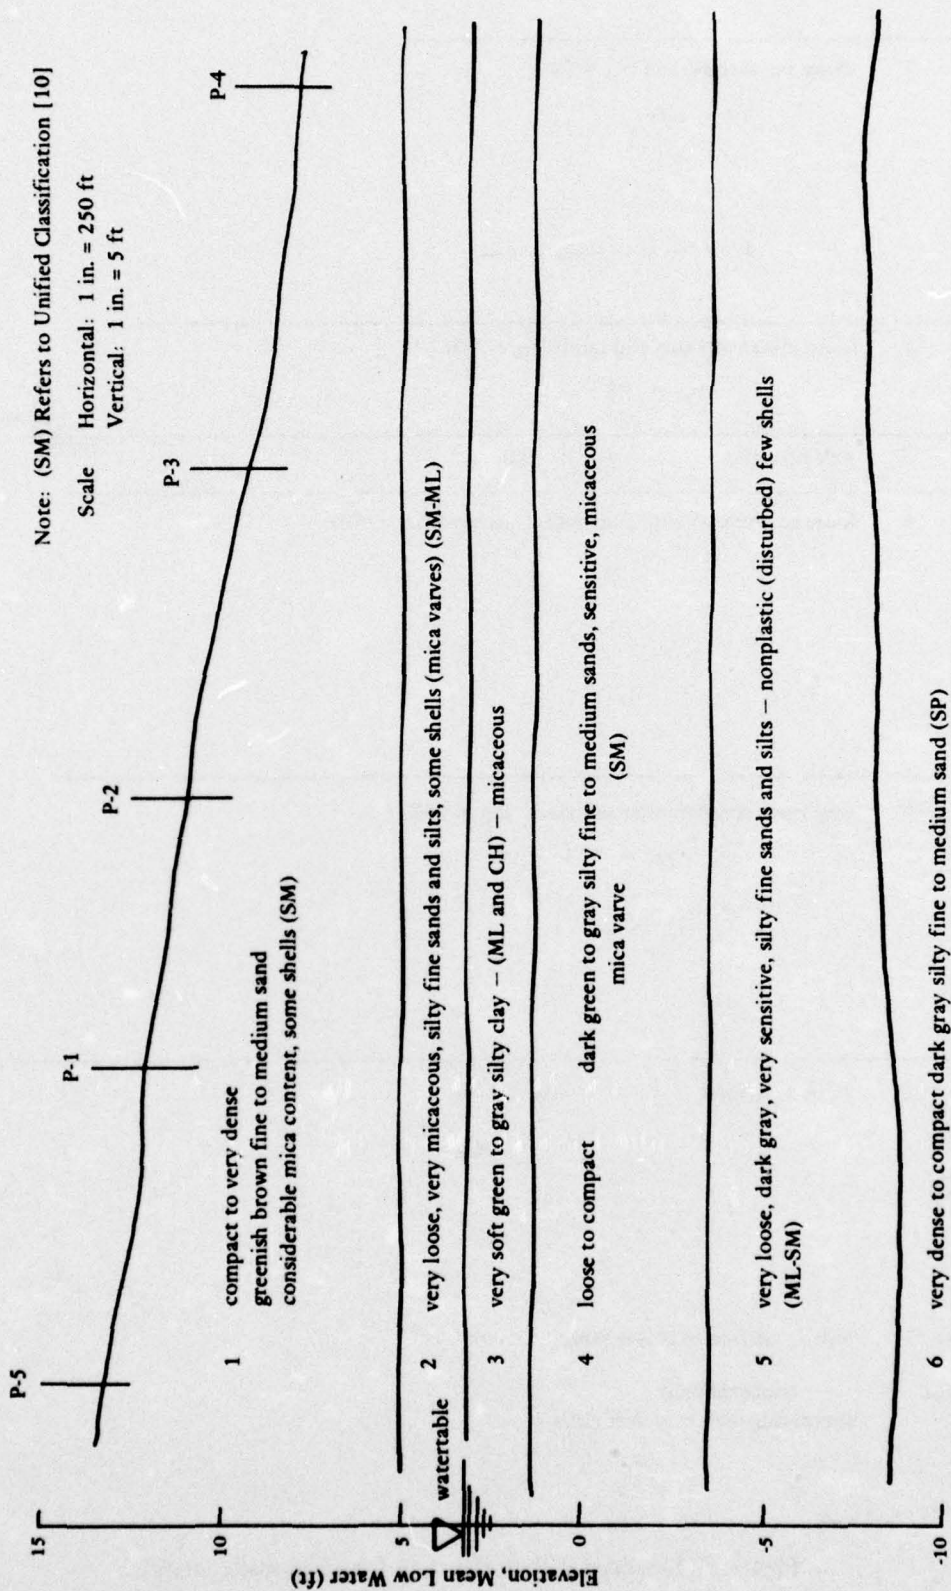 Note: (SM) Refers to Unified Classification [10]
Scale Horizontal: 1 in. = 250 ft
Vertical: 1 in. = 5 ft
P-5
P-1
P-2
P-3
P-4
15
10
5
0
-5
-10
Elevation, Mean Low Water (ft)
watertable
1 compact to very dense
greenish brown fine to medium sand
considerable mica content, some shells (SM)
2 very loose, very micaceous, silty fine sands and silts, some shells (mica varves) (SM-ML)
3 very soft green to gray silty clay — (ML and CH) — micaceous
4 loose to compact dark green to gray silty fine to medium sands, sensitive, micaceous
mica varve (SM)
5 very loose, dark gray, very sensitive, silty fine sands and silts — nonplastic (disturbed) few shells
(ML-SM)
6 very dense to compact dark gray silty fine to medium sand (SP)